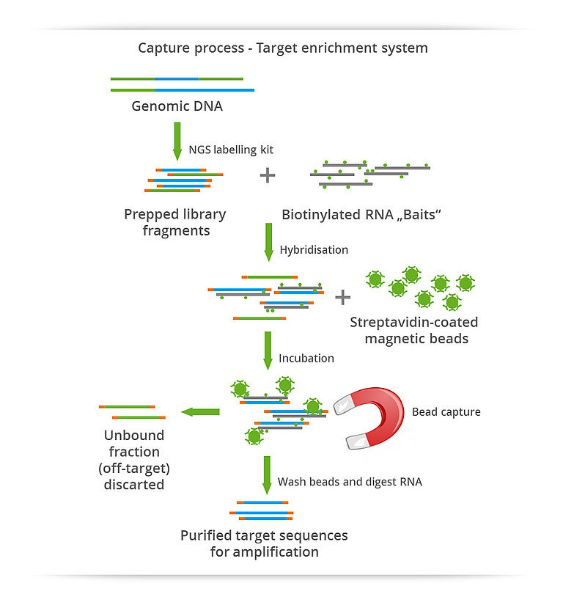 Capture process - Target enrichment system
Genomic DNA
NGS labelling kit
Prepped library
fragments
Biotinylated RNA „Baits“
Hybridisation
Streptavidin-coated
magnetic beads
Incubation
Bead capture
Unbound
fraction
(off-target)
discarded
Wash beads and digest RNA
Purified target sequences
for amplification